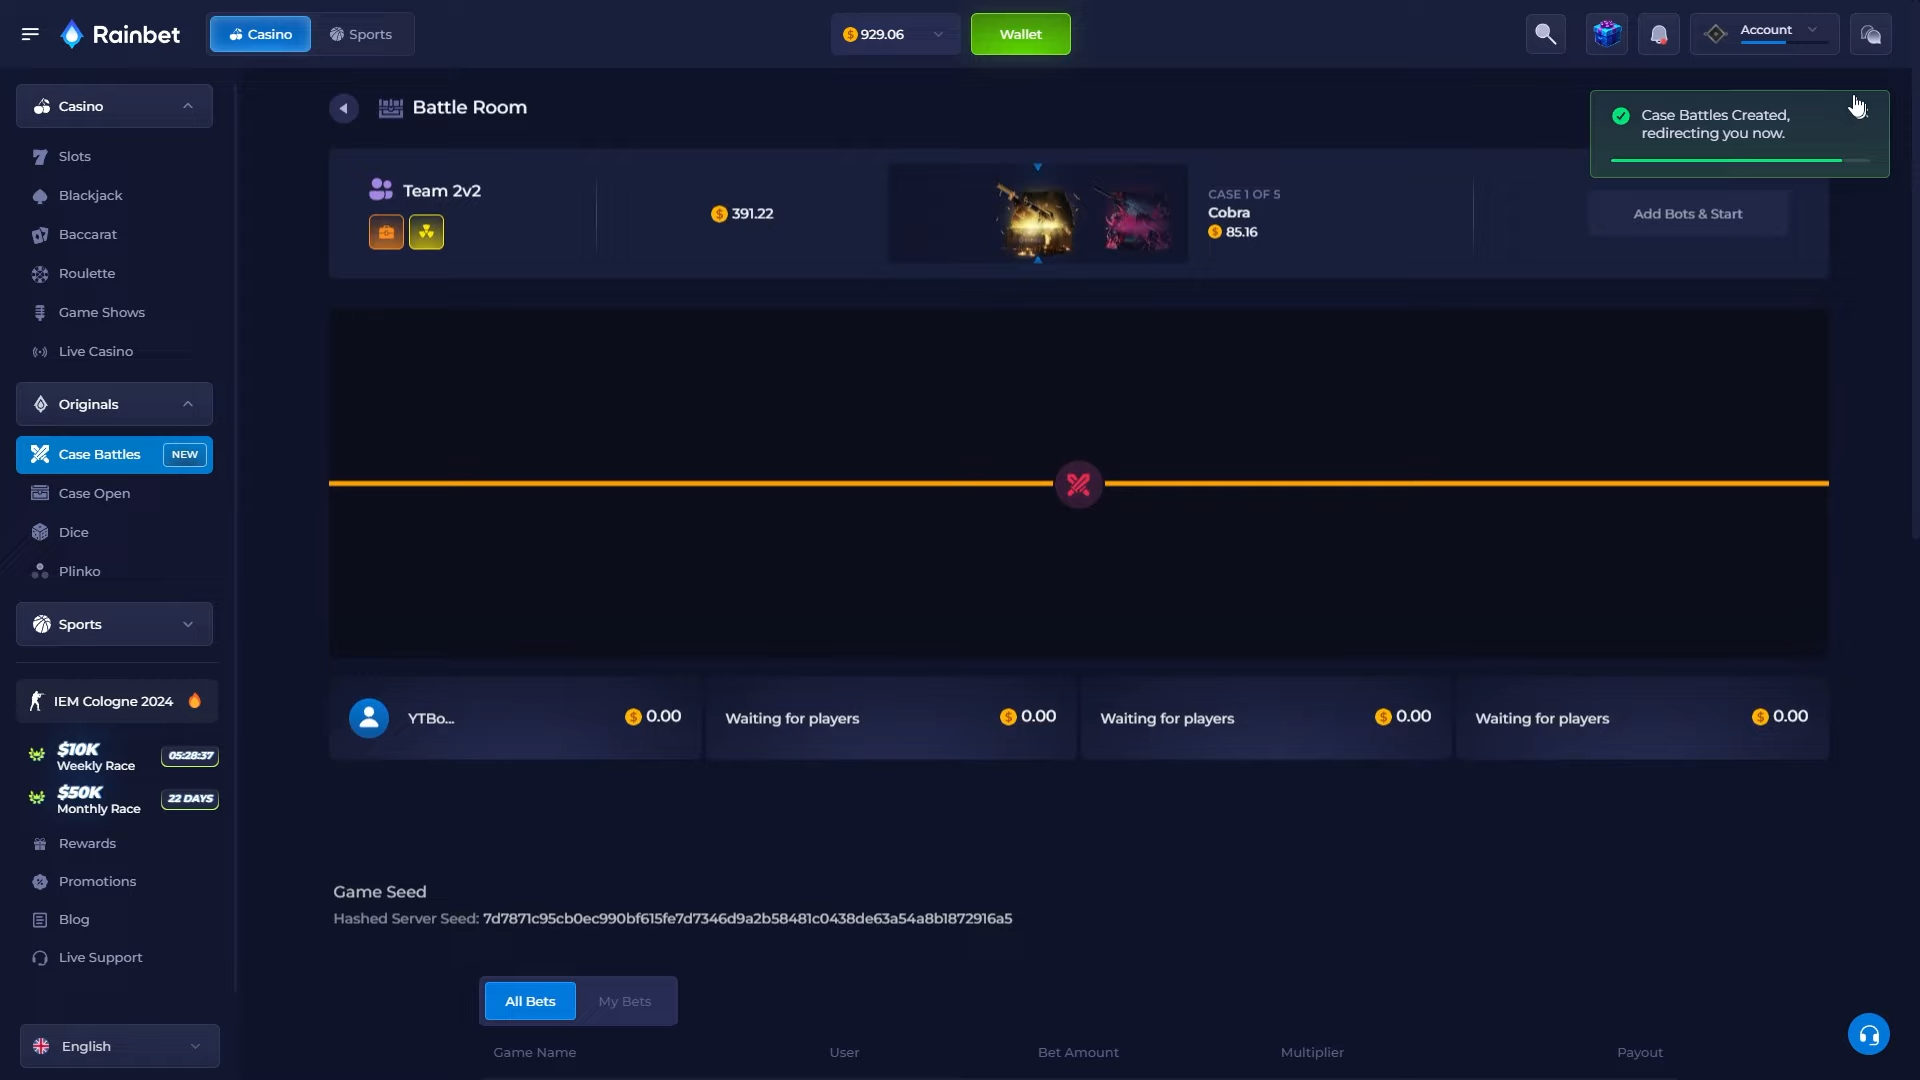 Rainbet
Casino
Sports
929.06
Wallet
Account
Casino
Slots
Blackjack
Baccarat
Roulette
Game Shows
Live Casino
Originals
Case Battles NEW
Case Open
Dice
Plinko
Sports
IEM Cologne 2024
$10K
Weekly Race
05:28:37
$50K
Monthly Race
22 DAYS
Rewards
Promotions
Blog
Live Support
English
Battle Room
Case Battles Created,
redirecting you now.
Team 2v2
391.22
CASE 1 OF 5
Cobra
85.16
Add Bots & Start
YTBo... 0.00
Waiting for players 0.00
Waiting for players 0.00
Waiting for players 0.00
Game Seed
Hashed Server Seed: 7d7871c95cb0ec990bf615fe7d7346d9a2b58481c0438de63a54a8b1872916a5
All Bets My Bets
Game Name User Bet Amount Multiplier Payout